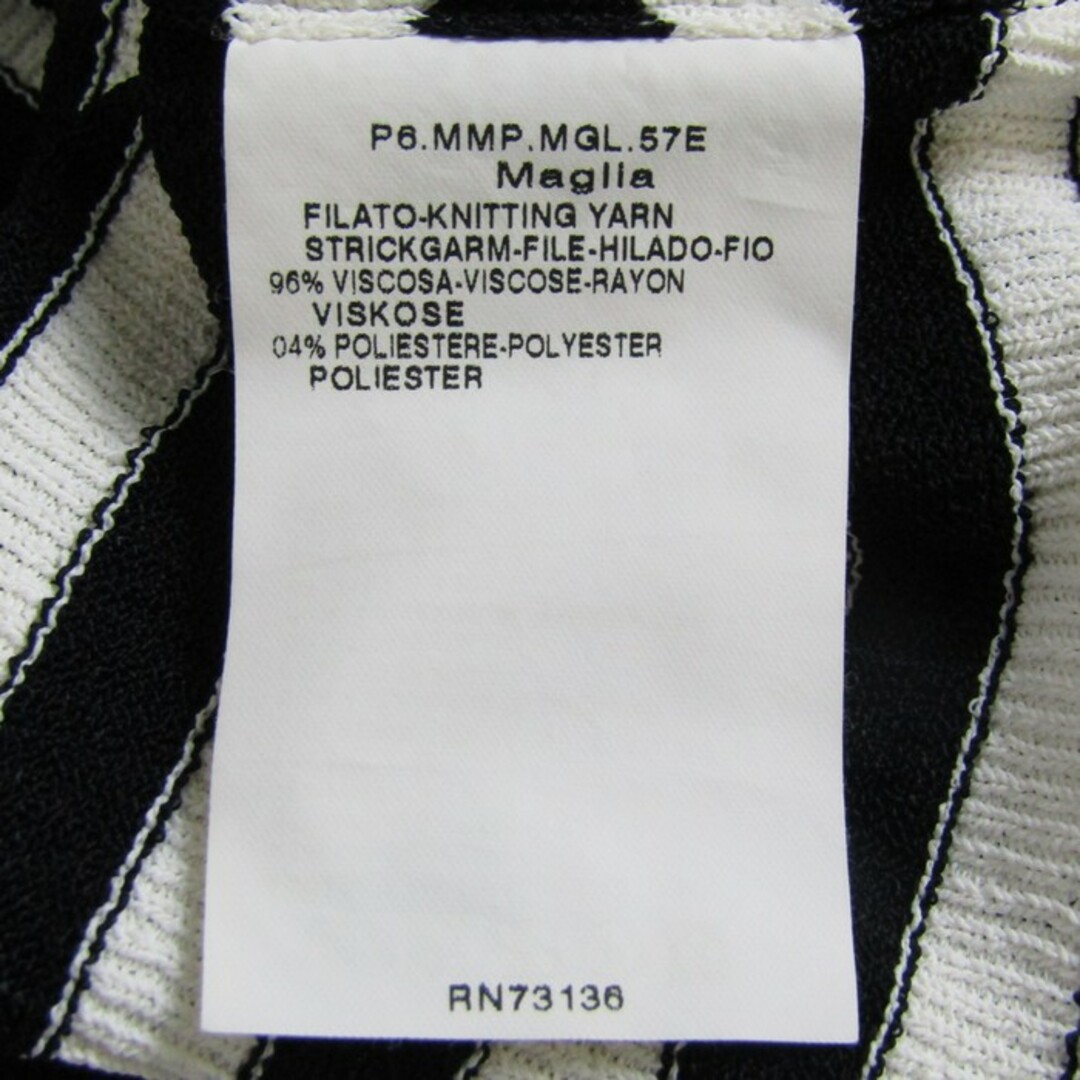 P6.MMP.MGL.57E
Maglia
FILATO-KNITTING YARN
STRICKGARM-FILE-HILADO-FIO
96% VISCOSA-VISCOSE-RAYON
VISKOSE
04% POLIESTERE-POLYESTER
POLIESTER
RN73136